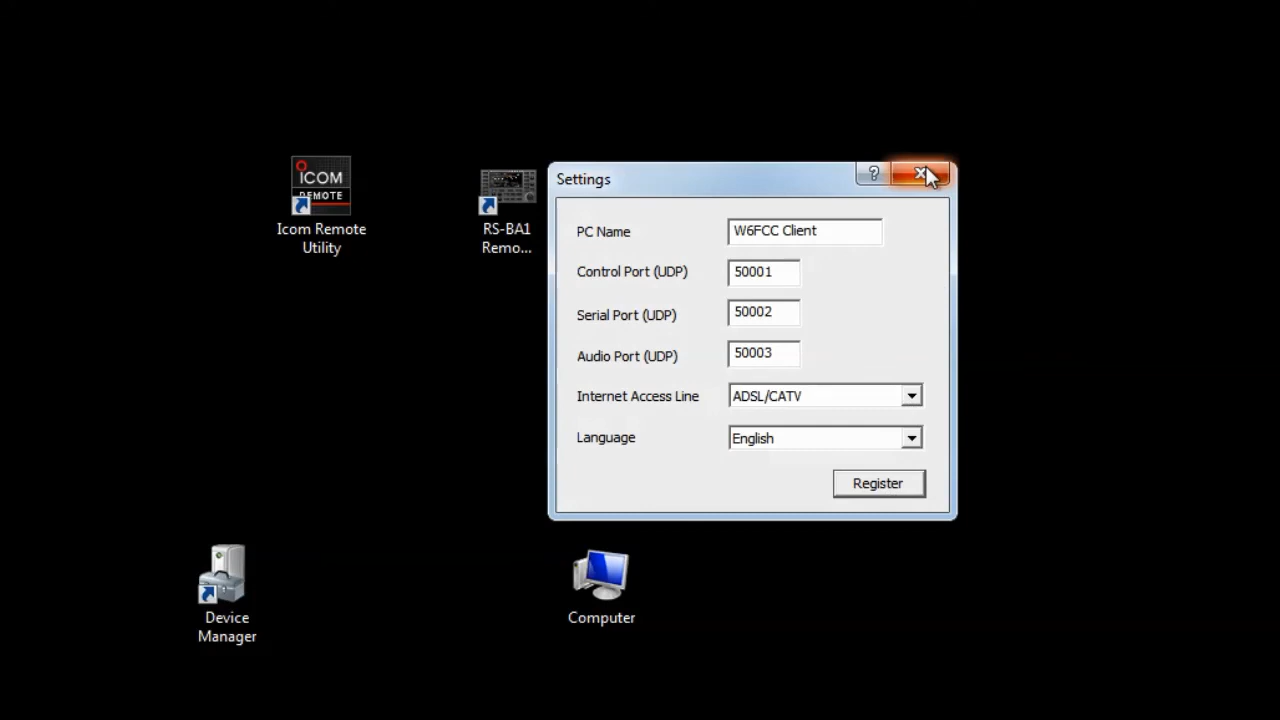 ICOM
REMOTE
Icom Remote
Utility
RS-BA1
Remo...
Settings
?
PC Name
W6FCC Client
Control Port (UDP)
50001
Serial Port (UDP)
50002
Audio Port (UDP)
50003
Internet Access Line
ADSL/CATV
Language
English
Register
Device
Manager
Computer